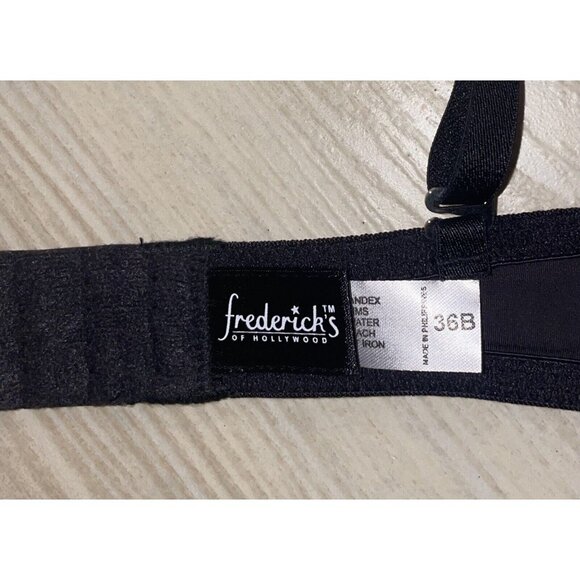 frederick's™
OF HOLLYWOOD
ANDEX
MS
ATER
ACH
T IRON
MADE IN PHILIPPINES
36B